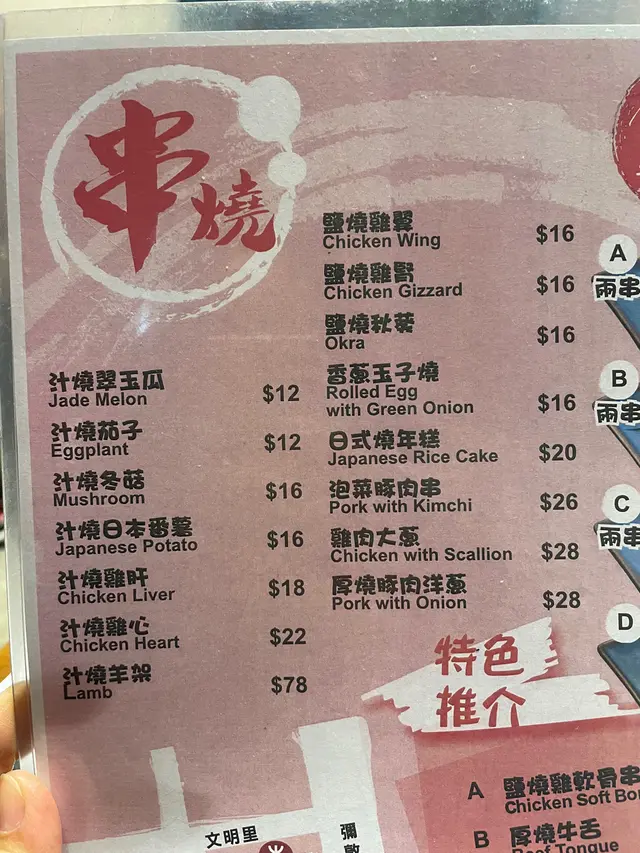 串燒
汁燒翠玉瓜
Jade Melon $12
汁燒茄子
Eggplant $12
汁燒冬菇
Mushroom $16
汁燒日本番薯
Japanese Potato $16
汁燒雞肝
Chicken Liver $18
汁燒雞心
Chicken Heart $22
汁燒羊架
Lamb $78
鹽燒雞翼
Chicken Wing $16
鹽燒雞腎
Chicken Gizzard $16
鹽燒秋葵
Okra $16
香蔥玉子燒
Rolled Egg
with Green Onion $16
日式燒年糕
Japanese Rice Cake $20
泡菜豚肉串
Pork with Kimchi $26
雞肉大蔥
Chicken with Scallion $28
厚燒豚肉洋蔥
Pork with Onion $28
A
兩串
B
兩串
C
兩串
D
特色
推介
A 鹽燒雞軟骨串
Chicken Soft
B 厚燒牛舌
Beef Tongue
文明里
彌敦